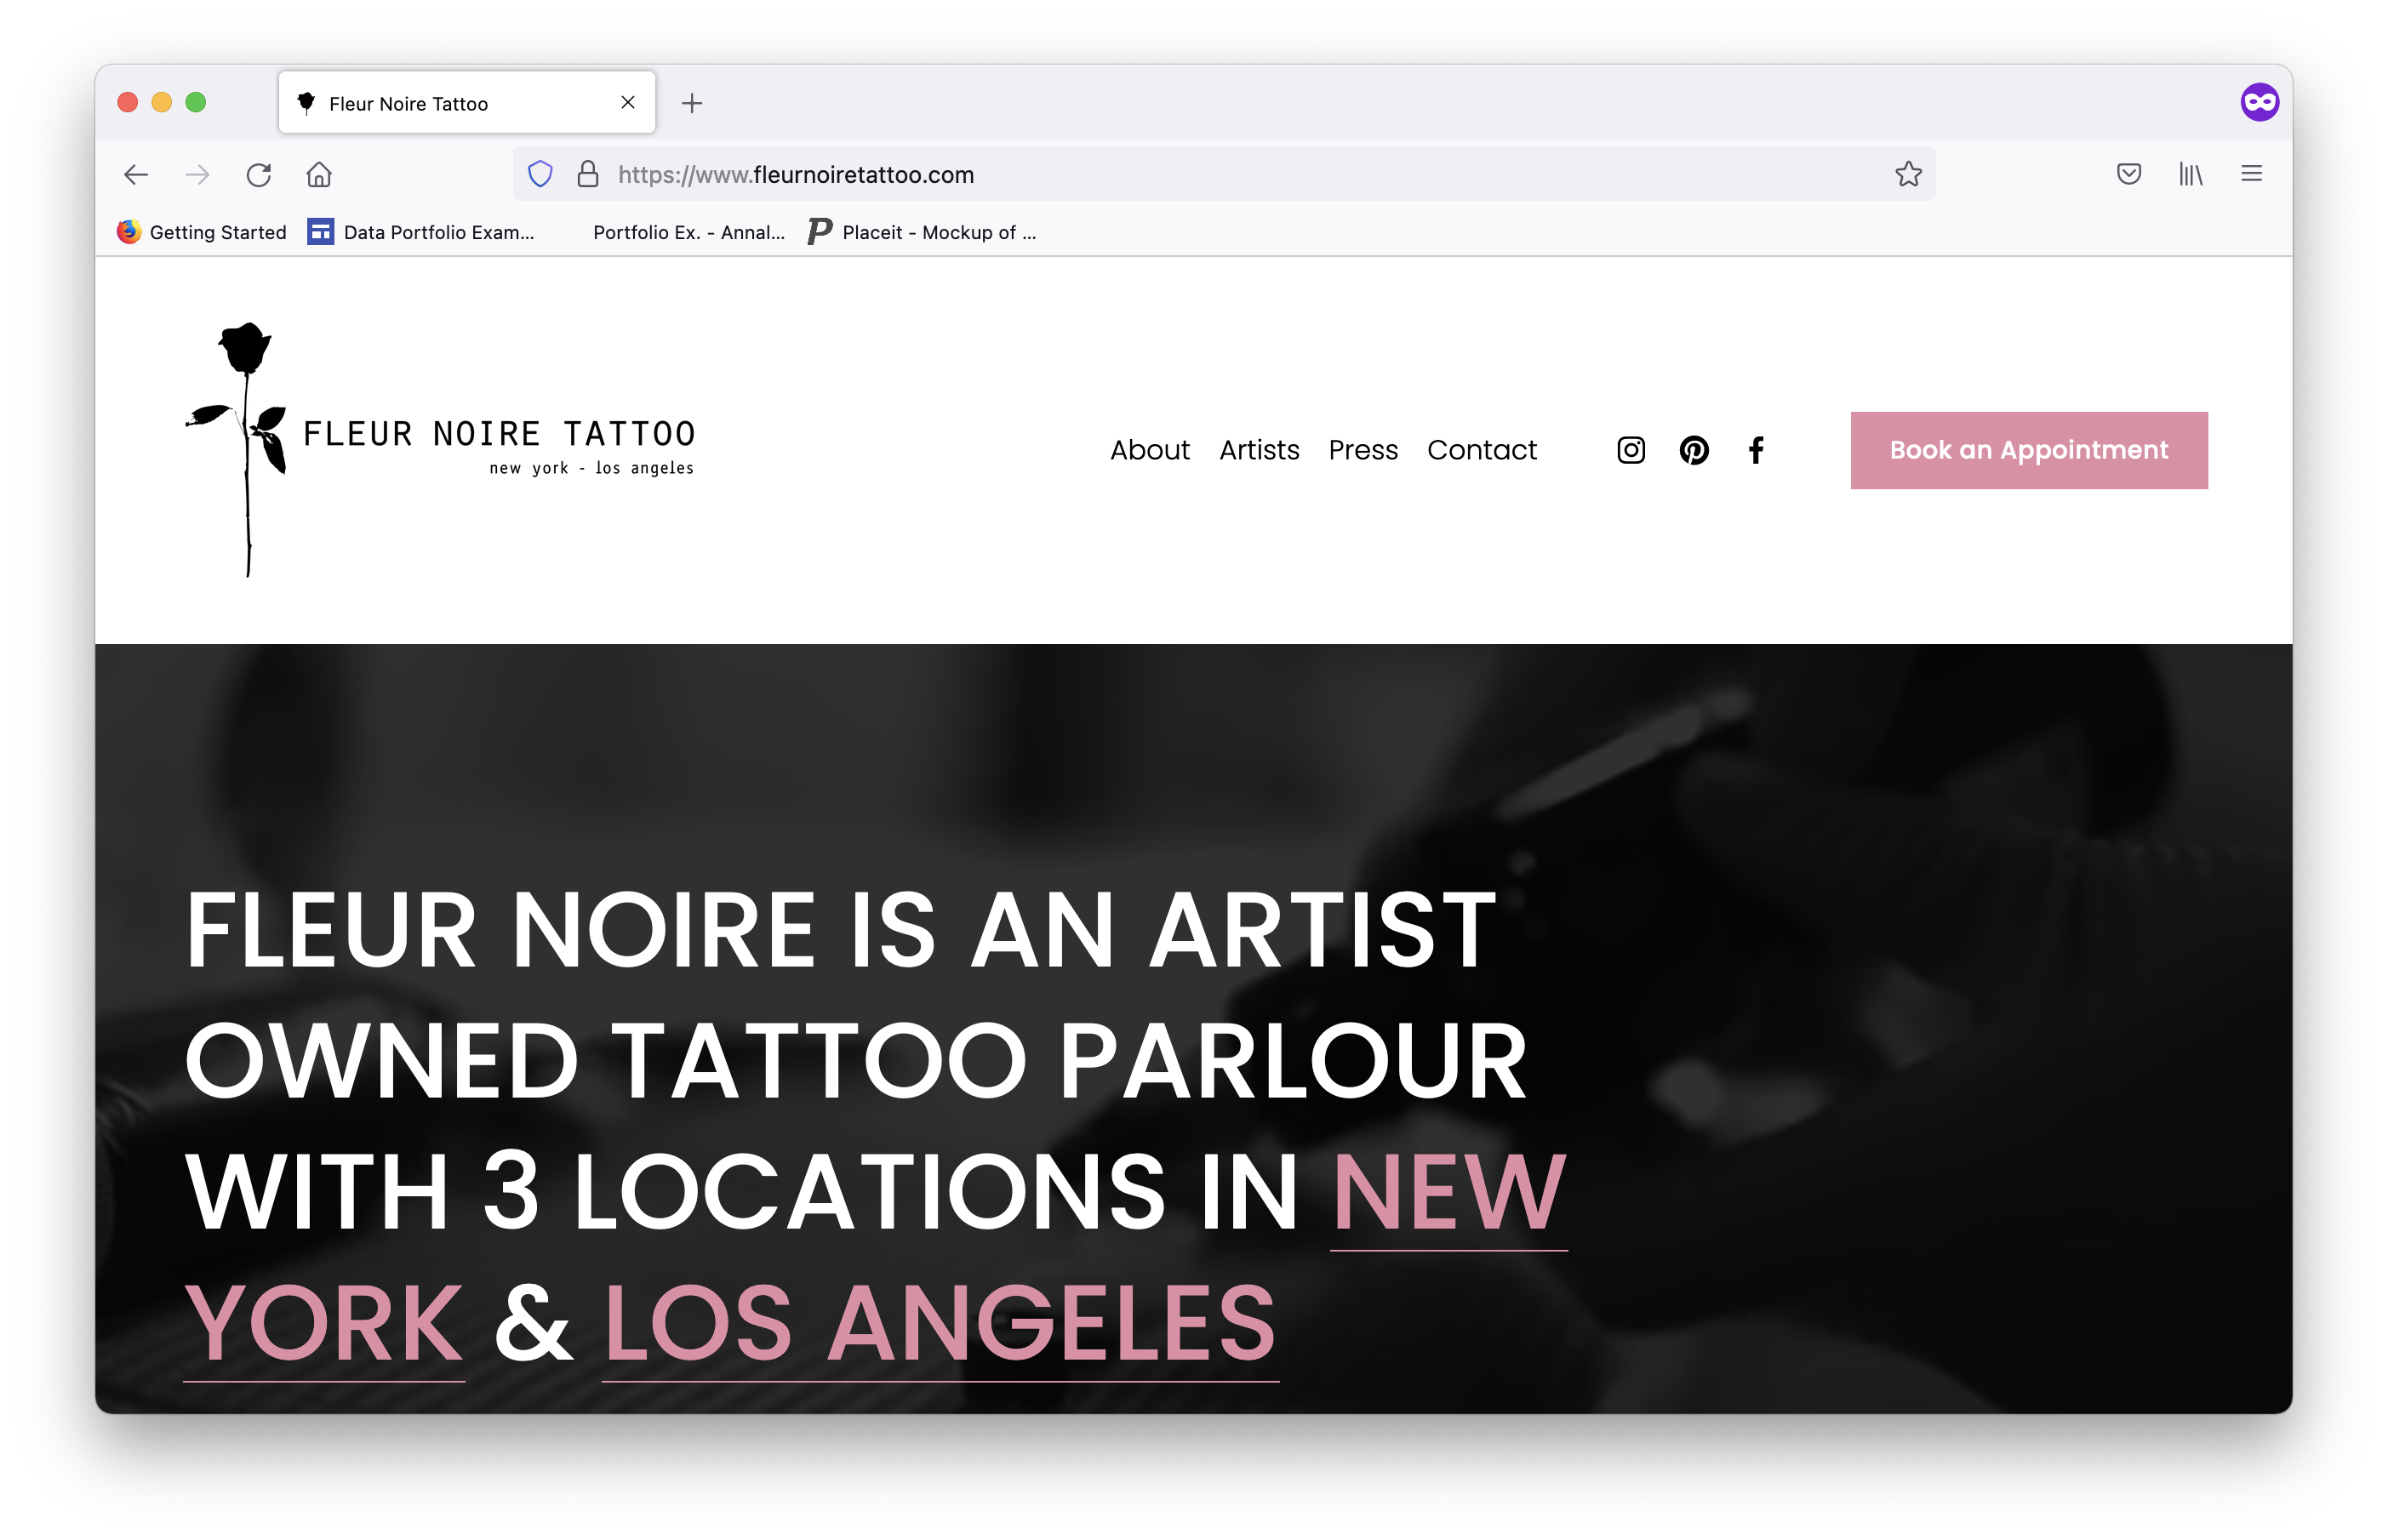 Fleur Noire Tattoo
https://www.fleurnoiretattoo.com
Getting Started Data Portfolio Exam... Portfolio Ex. - Annal... Placeit - Mockup of ...
FLEUR NOIRE TATTOO
new york - los angeles
About Artists Press Contact Book an Appointment
FLEUR NOIRE IS AN ARTIST
OWNED TATTOO PARLOUR
WITH 3 LOCATIONS IN NEW
YORK & LOS ANGELES